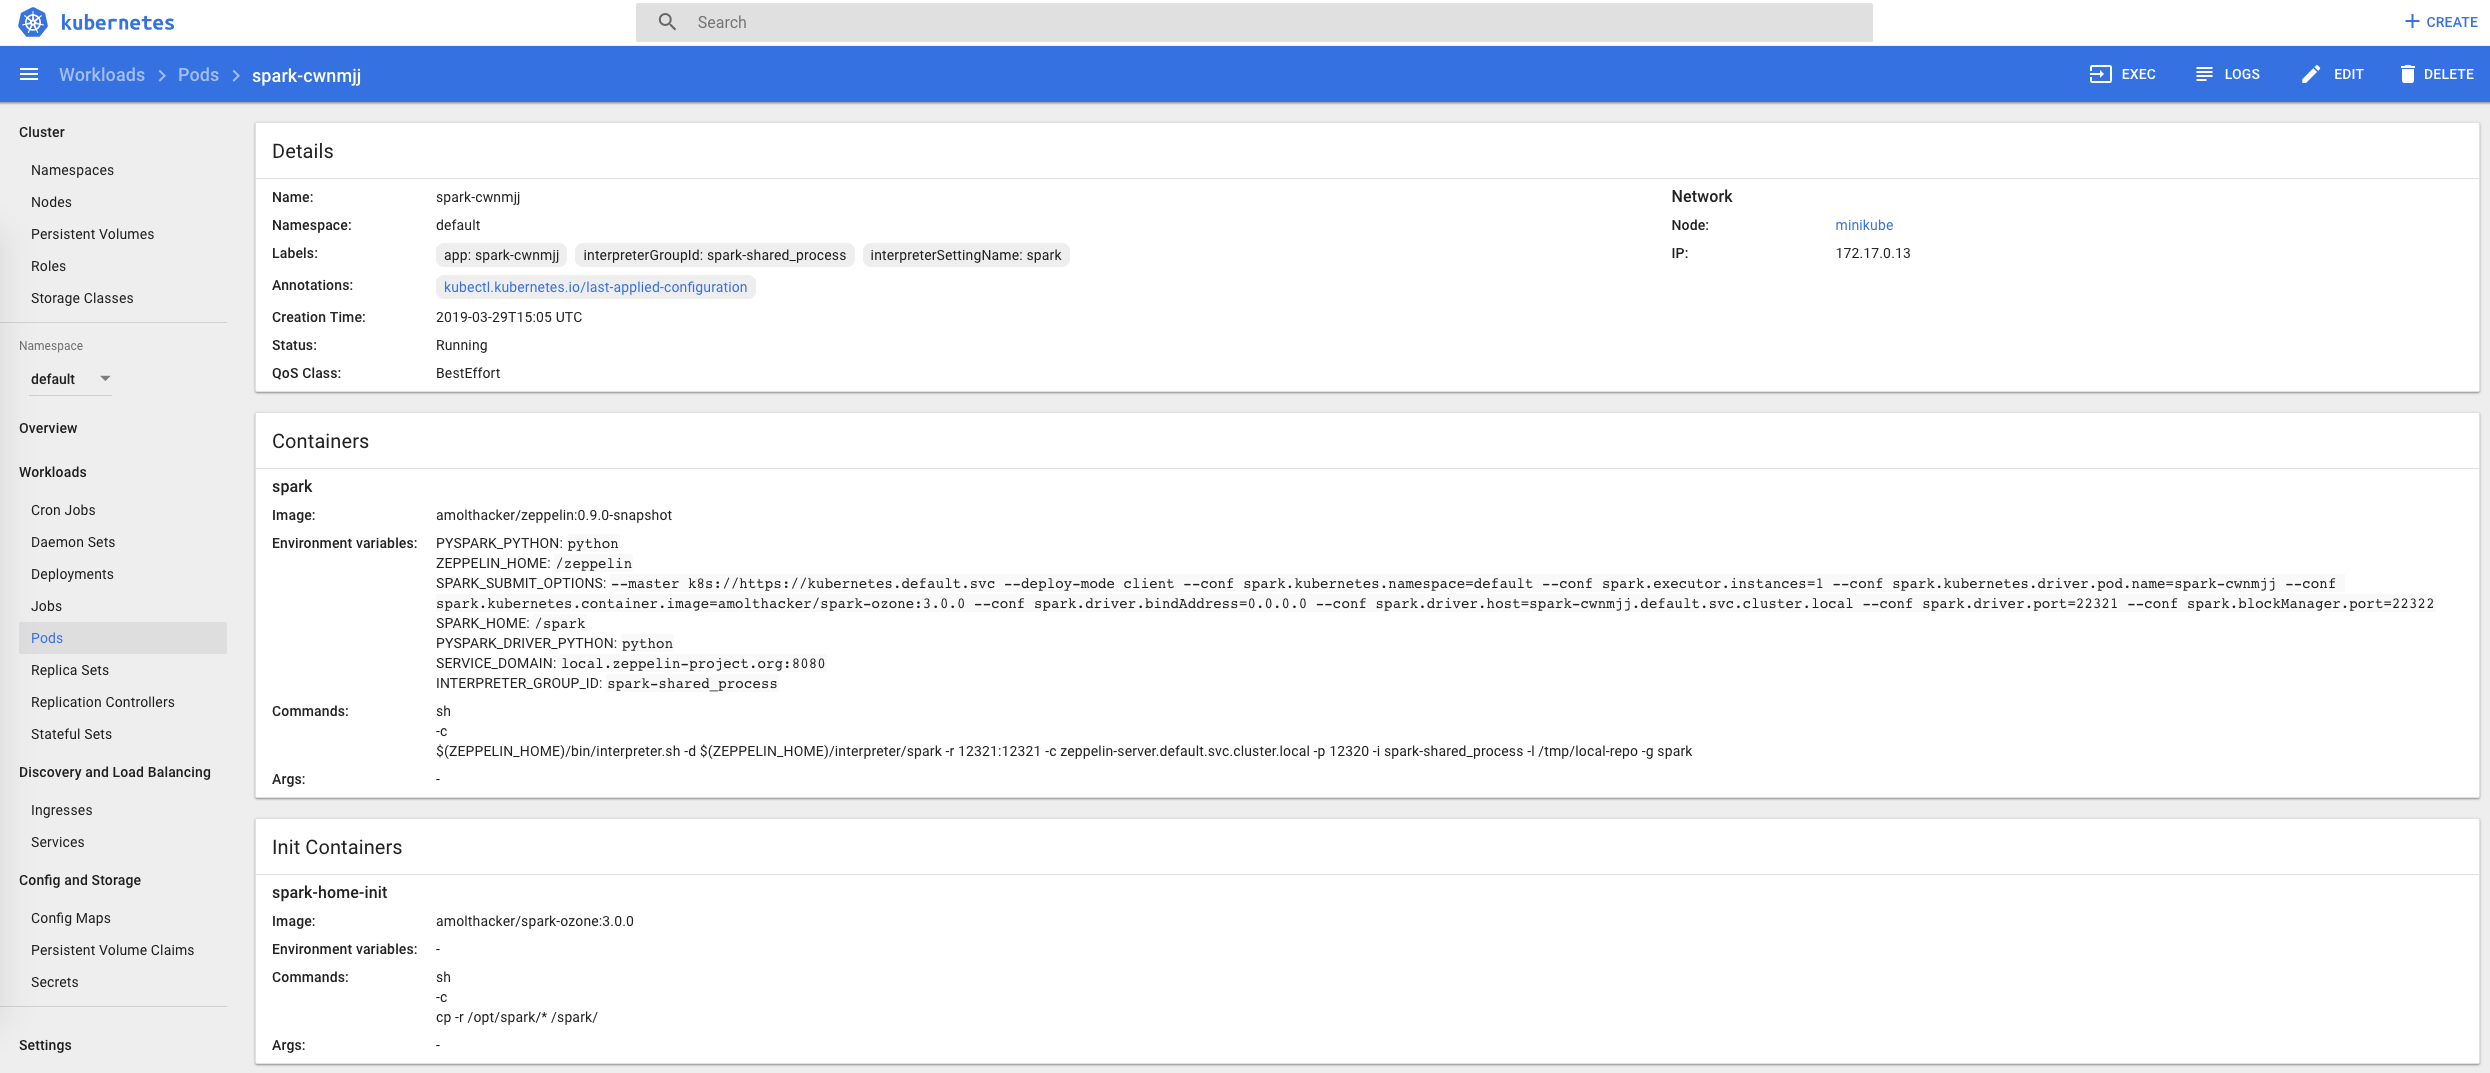 kubernetes
Search
CREATE
Workloads > Pods > spark-cwnmjj
EXEC
LOGS
EDIT
DELETE
Cluster
Namespaces
Nodes
Persistent Volumes
Roles
Storage Classes
Namespace
default
Overview
Workloads
Cron Jobs
Daemon Sets
Deployments
Jobs
Pods
Replica Sets
Replication Controllers
Stateful Sets
Discovery and Load Balancing
Ingresses
Services
Config and Storage
Config Maps
Persistent Volume Claims
Secrets
Settings
Details
Name: spark-cwnmjj
Namespace: default
Labels: app: spark-cwnmjj interpreterGroupId: spark-shared_process interpreterSettingName: spark
Annotations: kubectl.kubernetes.io/last-applied-configuration
Creation Time: 2019-03-29T15:05 UTC
Status: Running
QoS Class: BestEffort
Network
Node: minikube
IP: 172.17.0.13
Containers
spark
Image: amolthacker/zeppelin:0.9.0-snapshot
Environment variables: PYSPARK_PYTHON: python
ZEPPELIN_HOME: /zeppelin
SPARK_SUBMIT_OPTIONS: --master k8s://https://kubernetes.default.svc --deploy-mode client --conf spark.kubernetes.namespace=default --conf spark.executor.instances=1 --conf spark.kubernetes.driver.pod.name=spark-cwnmjj --conf
spark.kubernetes.container.image=amolthacker/spark-ozone:3.0.0 --conf spark.driver.bindAddress=0.0.0.0 --conf spark.driver.host=spark-cwnmjj.default.svc.cluster.local --conf spark.driver.port=22321 --conf spark.blockManager.port=22322
SPARK_HOME: /spark
PYSPARK_DRIVER_PYTHON: python
SERVICE_DOMAIN: local.zeppelin-project.org:8080
INTERPRETER_GROUP_ID: spark-shared_process
Commands: sh
-c
$(ZEPPELIN_HOME)/bin/interpreter.sh -d $(ZEPPELIN_HOME)/interpreter/spark -r 12321:12321 -c zeppelin-server.default.svc.cluster.local -p 12320 -i spark-shared_process -l /tmp/local-repo -g spark
Args: -
Init Containers
spark-home-init
Image: amolthacker/spark-ozone:3.0.0
Environment variables: -
Commands: sh
-c
cp -r /opt/spark/* /spark/
Args: -